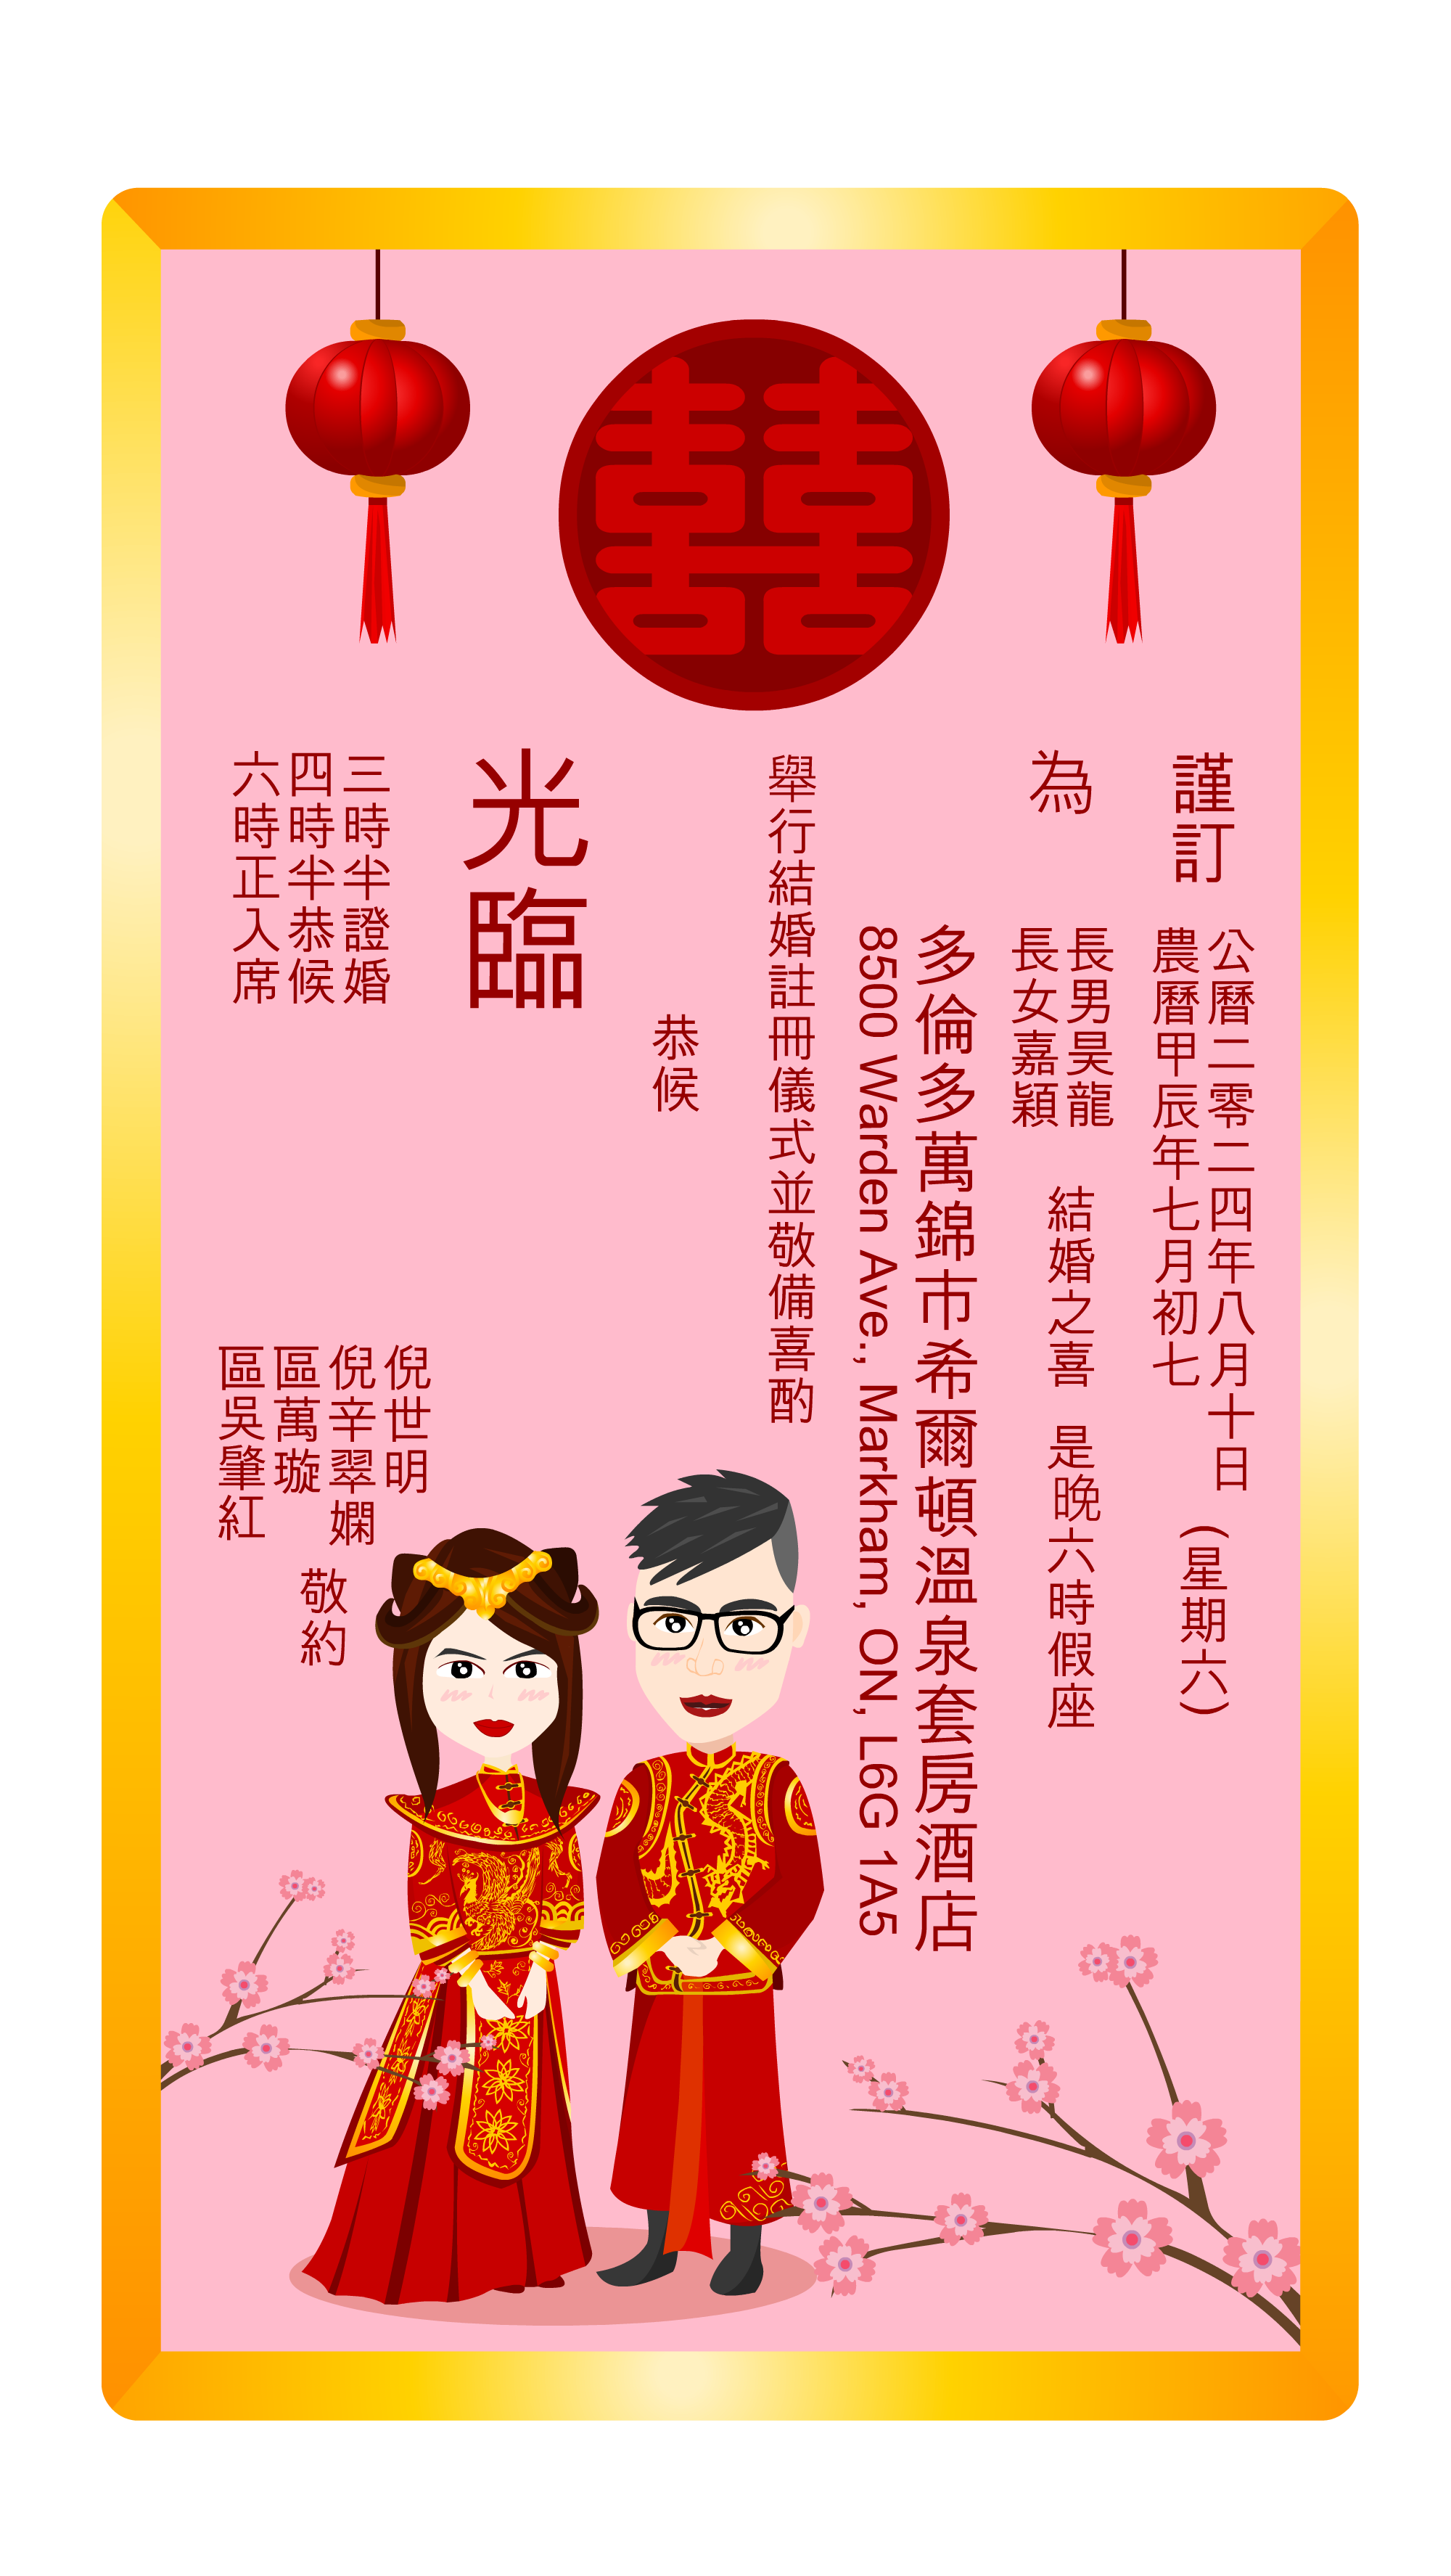 囍
謹訂
公曆二零二四年八月十日
農曆甲辰年七月初七
(星期六)
為
長男昊龍
長女嘉穎
結婚之喜 是晚六時假座
多倫多萬錦市希爾頓溫泉套房酒店
8500 Warden Ave., Markham, ON, L6G 1A5
舉行結婚註冊儀式並敬備喜酌
恭候
光臨
三時半證婚
四時半恭候
六時正入席
倪世明
倪辛翠嫻
區萬璇
區吳肇紅
敬約